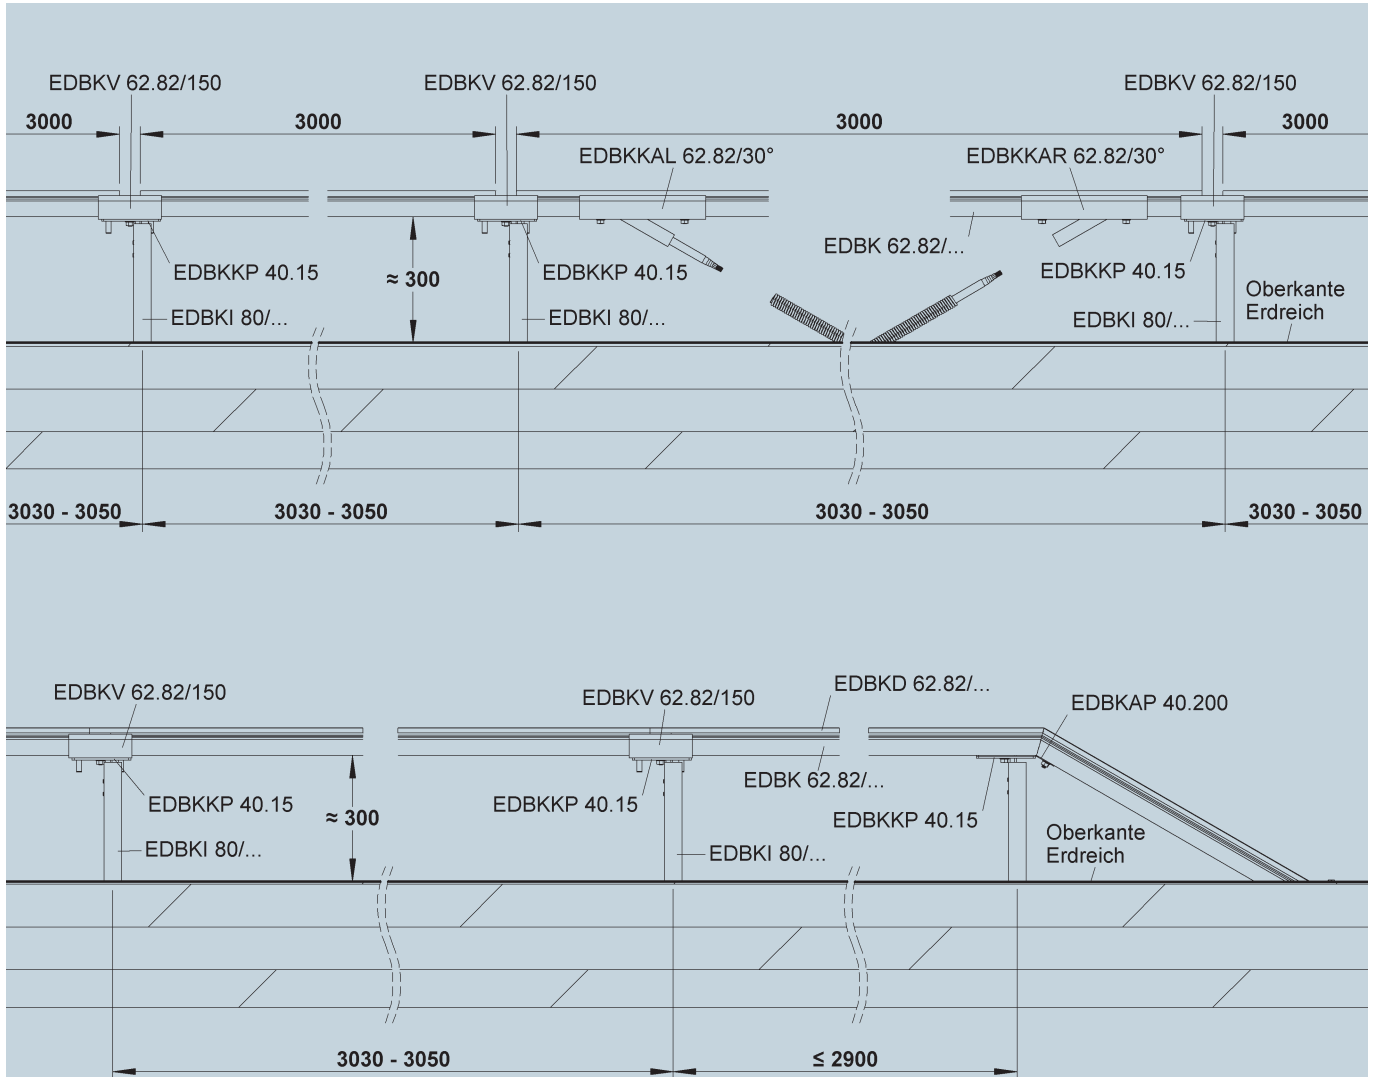 EDBKV 62.82/150
EDBKV 62.82/150
EDBKV 62.82/150
3000
3000
3000
3000
EDBKKAL 62.82/30°
EDBKKAR 62.82/30°
EDBK 62.82/...
EDBKKP 40.15
≈ 300
EDBKKP 40.15
EDBKKP 40.15
Oberkante
Erdreich
EDBKI 80/...
EDBKI 80/...
EDBKI 80/...
3030 - 3050
3030 - 3050
3030 - 3050
3030 - 3050
EDBKV 62.82/150
EDBKV 62.82/150
EDBKD 62.82/...
EDBKAP 40.200
EDBK 62.82/...
EDBKKP 40.15
≈ 300
EDBKKP 40.15
EDBKKP 40.15
Oberkante
Erdreich
EDBKI 80/...
EDBKI 80/...
3030 - 3050
≤ 2900